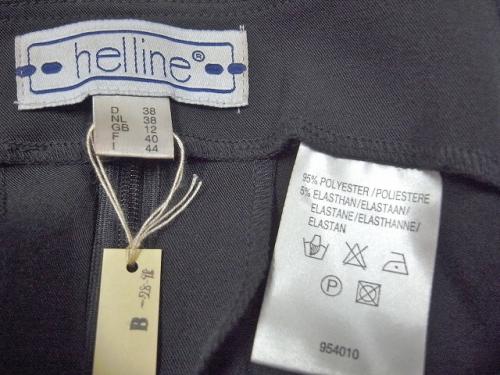 helline®
D 38
NL 38
GB 12
F 40
I 44
95% POLYESTER / POLIESTERE
5% ELASTHAN / ELASTAAN /
ELASTANE / ELASTHANNE /
ELASTAN
P
954010
B